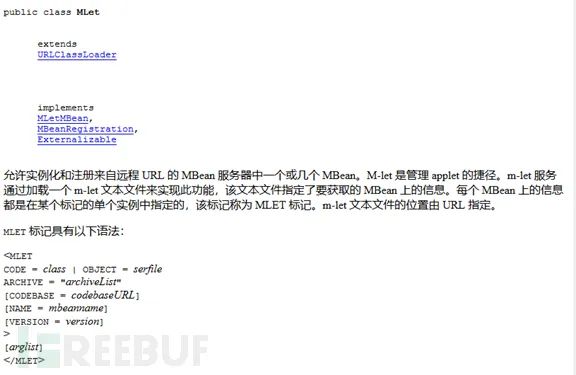 public class MLet
extends
URLClassLoader
implements
MLetMBean,
MBeanRegistration,
Externalizable
允许实例化和注册来自远程 URL 的 MBean 服务器中一个或几个 MBean。M-let 是管理 applet 的捷径。m-let 服务
通过加载一个 m-let 文本文件来实现此功能，该文本文件指定了要获取的 MBean 上的信息。每个 MBean 上的信息
都是在某个标记的单个实例中指定的，该标记称为 MLET 标记。m-let 文本文件的位置由 URL 指定。
MLET 标记具有以下语法：
<MLET
CODE = class | OBJECT = serfile
ARCHIVE = "archiveList"
[CODEBASE = codebaseURL]
[NAME = mbeanname]
[VERSION = version]
>
[arglist]
</MLET>
FREEBUF